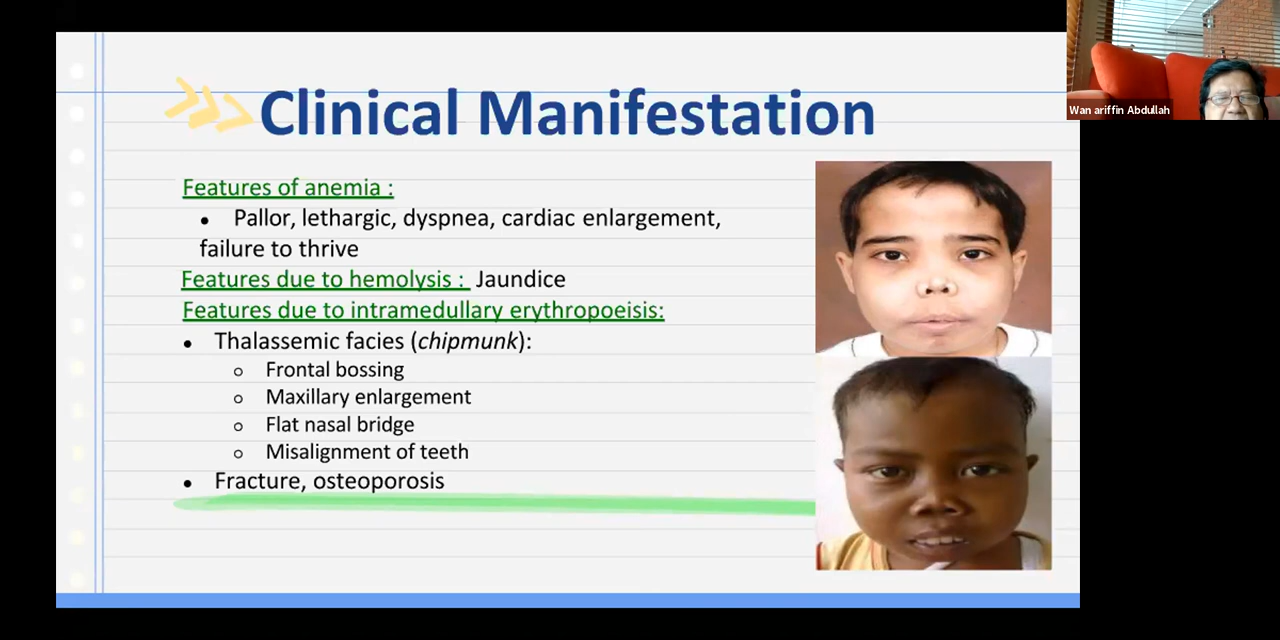 Clinical Manifestation
Wan ariffin Abdullah
Features of anemia :
● Pallor, lethargic, dyspnea, cardiac enlargement,
failure to thrive
Features due to hemolysis : Jaundice
Features due to intramedullary erythropoeisis:
● Thalassemic facies (chipmunk):
○ Frontal bossing
○ Maxillary enlargement
○ Flat nasal bridge
○ Misalignment of teeth
● Fracture, osteoporosis